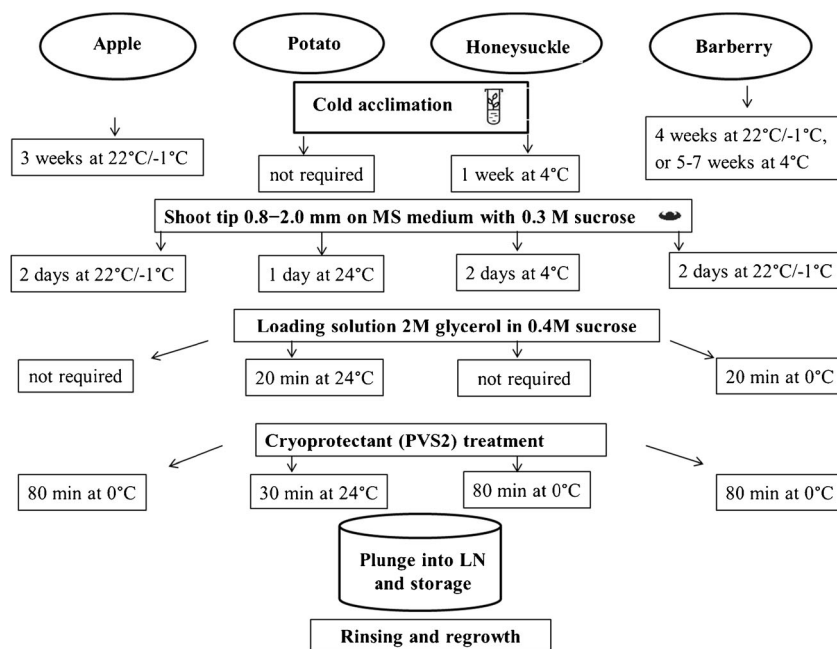 Apple
Potato
Honeysuckle
Barberry
Cold acclimation
3 weeks at 22°C/-1°C
not required
1 week at 4°C
4 weeks at 22°C/-1°C,
or 5-7 weeks at 4°C
Shoot tip 0.8−2.0 mm on MS medium with 0.3 M sucrose
2 days at 22°C/-1°C
1 day at 24°C
2 days at 4°C
2 days at 22°C/-1°C
Loading solution 2M glycerol in 0.4M sucrose
not required
20 min at 24°C
not required
20 min at 0°C
Cryoprotectant (PVS2) treatment
80 min at 0°C
30 min at 24°C
80 min at 0°C
80 min at 0°C
Plunge into LN
and storage
Rinsing and regrowth